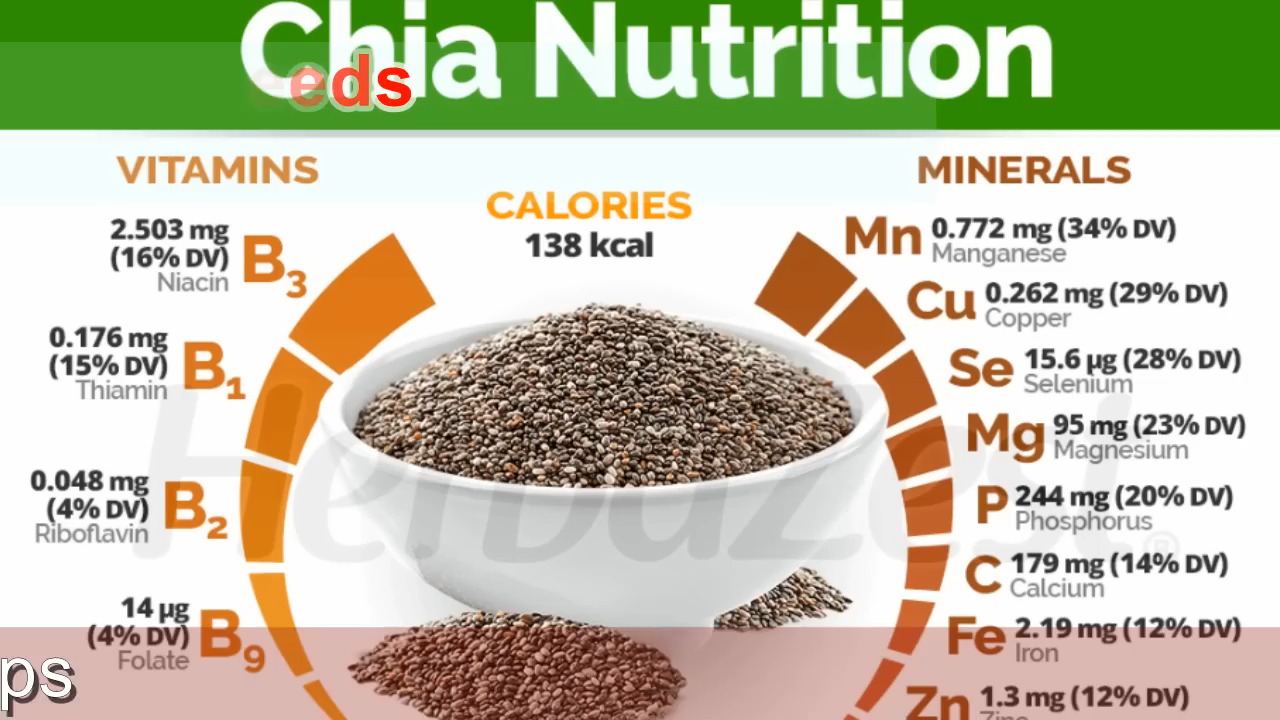 Chia Nutrition
eeds
VITAMINS
2.503 mg
(16% DV)
B3
Niacin
0.176 mg
(15% DV)
B1
Thiamin
0.048 mg
(4% DV)
B2
Riboflavin
14 µg
(4% DV)
B9
Folate
CALORIES
138 kcal
MINERALS
Mn 0.772 mg (34% DV)
Manganese
Cu 0.262 mg (29% DV)
Copper
Se 15.6 µg (28% DV)
Selenium
Mg 95 mg (23% DV)
Magnesium
P 244 mg (20% DV)
Phosphorus
C 179 mg (14% DV)
Calcium
Fe 2.19 mg (12% DV)
Iron
Zn 1.3 mg (12% DV)
Zinc
HerbaZest®
ps